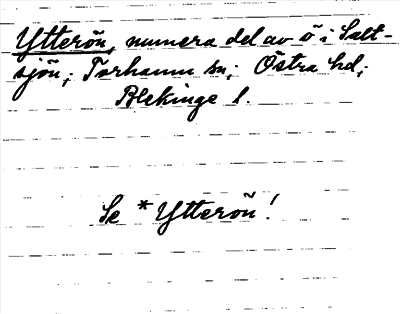 Ytterön, numera del av ö i Salt-
sjön; Torhamn sn; Östra hd;
Blekinge l.
Se *Ytterön!